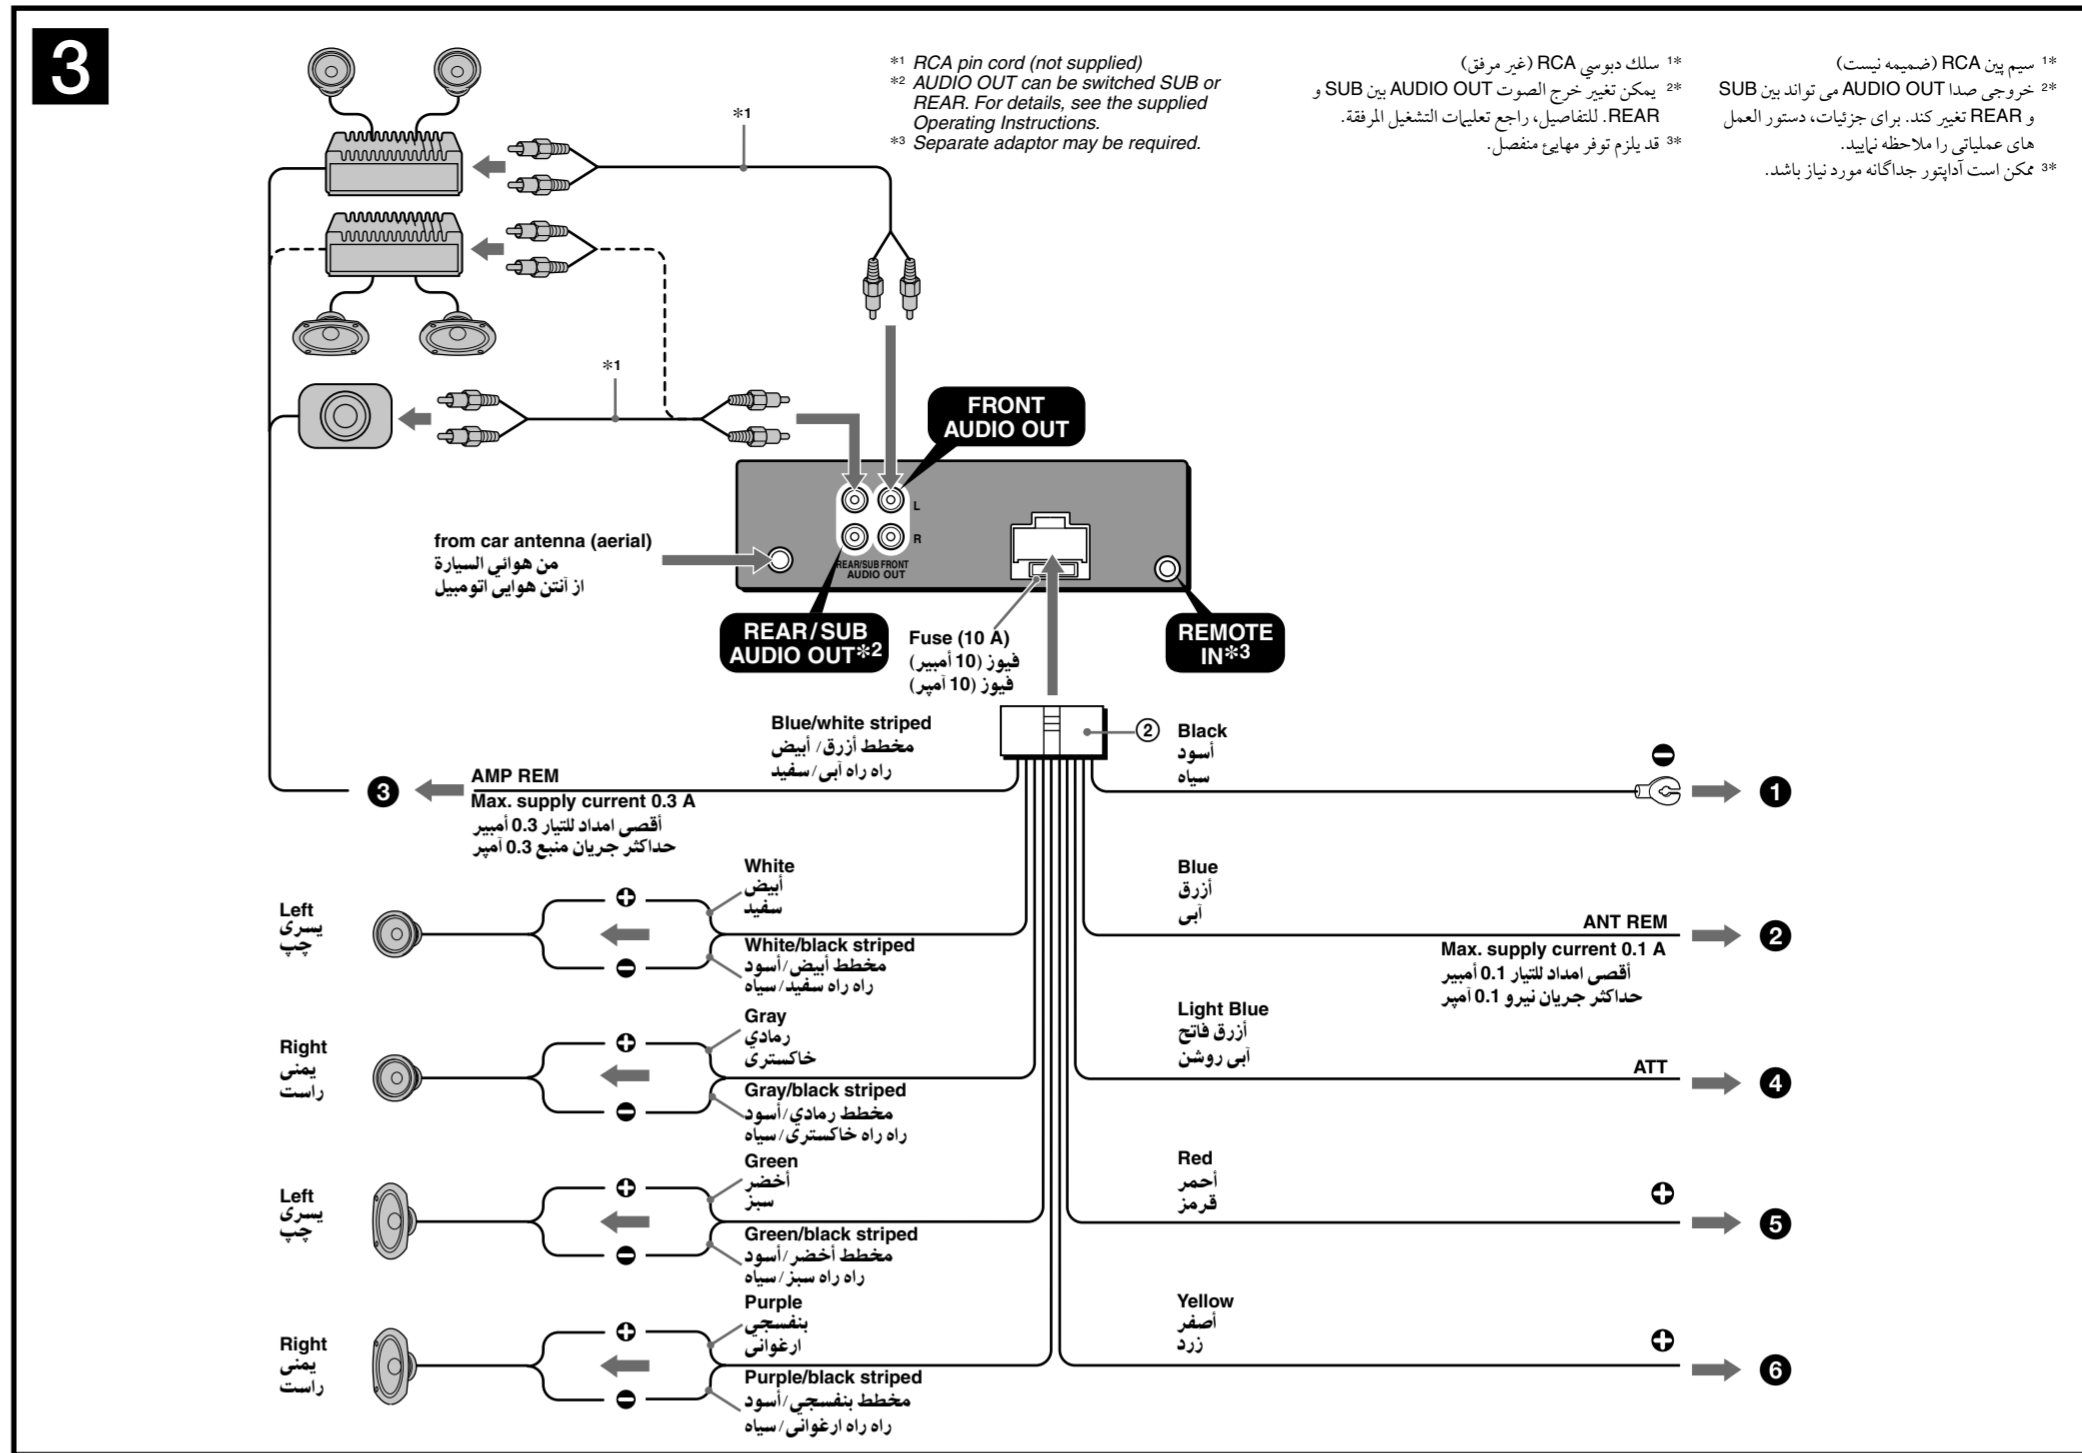 3
*1 RCA pin cord (not supplied)
*2 AUDIO OUT can be switched SUB or
REAR. For details, see the supplied
Operating Instructions.
*3 Separate adaptor may be required.
*1 سلك دبوسي RCA (غير مرفق)
*2 يمكن تغيير خرج الصوت AUDIO OUT بين SUB و
REAR. للتفاصيل، راجع تعليمات التشغيل المرفقة.
*3 قد يلزم توفر مهايئ منفصل.
*1 سیم پین RCA (ضمیمه نیست)
*2 خروجی صدا AUDIO OUT می تواند بین SUB
و REAR تغییر کند. برای جزئیات، دستور العمل
های عملیاتی را ملاحظه نمایید.
*3 ممکن است آداپتور جداگانه مورد نیاز باشد.
*1
*1
FRONT
AUDIO OUT
L
R
REAR/SUB FRONT
AUDIO OUT
from car antenna (aerial)
من هوائي السيارة
از آنتن هوایی اتومبیل
REAR/SUB
AUDIO OUT*2
Fuse (10 A)
فيوز (10 أمبير)
فیوز (10 آمپر)
REMOTE
IN*3
2
Blue/white striped
مخطط أزرق/ أبيض
راه راه آبی/سفید
3
AMP REM
Max. supply current 0.3 A
أقصى امداد للتيار 0.3 أمبير
حداکثر جریان منبع 0.3 آمپر
Black
أسود
سیاه
1
White
أبيض
سفید
Left
يسرى
چپ
White/black striped
مخطط أبيض/أسود
راه راه سفید/سیاه
Blue
أزرق
آبی
ANT REM
2
Max. supply current 0.1 A
أقصى امداد للتيار 0.1 أمبير
حداکثر جریان نیرو 0.1 آمپر
Gray
رمادي
خاکستری
Right
يمنى
راست
Gray/black striped
مخطط رمادي/أسود
راه راه خاکستری/سیاه
Light Blue
أزرق فاتح
آبی روشن
ATT
4
Green
أخضر
سبز
Left
يسرى
چپ
Green/black striped
مخطط أخضر/أسود
راه راه سبز/سیاه
Red
أحمر
قرمز
5
Purple
بنفسجي
ارغوانی
Right
يمنى
راست
Purple/black striped
مخطط بنفسجي/أسود
راه راه ارغوانی/سیاه
Yellow
أصفر
زرد
6